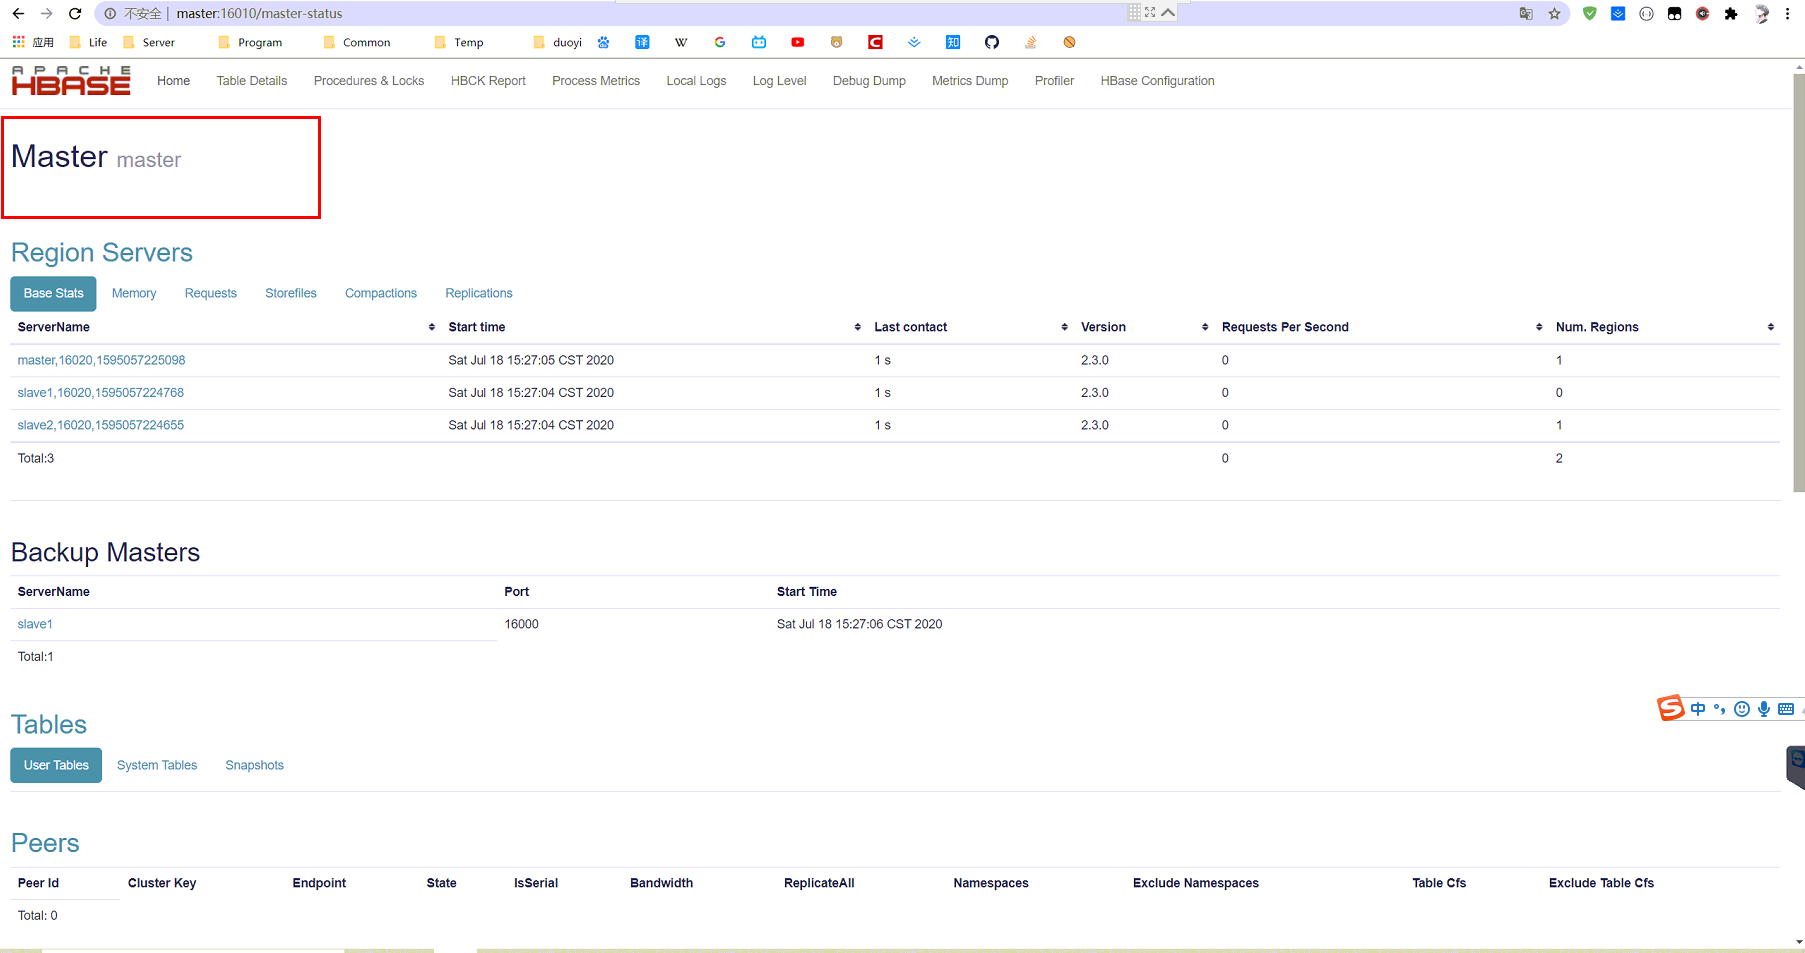 不安全 | master:16010/master-status
应用 Life Server Program Common Temp duoyi 译 W G C 知
APACHE
HBASE
Home Table Details Procedures & Locks HBCK Report Process Metrics Local Logs Log Level Debug Dump Metrics Dump Profiler HBase Configuration
Master master
Region Servers
Base Stats Memory Requests Storefiles Compactions Replications
ServerName Start time Last contact Version Requests Per Second Num. Regions
master,16020,1595057225098 Sat Jul 18 15:27:05 CST 2020 1 s 2.3.0 0 1
slave1,16020,1595057224768 Sat Jul 18 15:27:04 CST 2020 1 s 2.3.0 0 0
slave2,16020,1595057224655 Sat Jul 18 15:27:04 CST 2020 1 s 2.3.0 0 1
Total:3 0 2
Backup Masters
ServerName Port Start Time
slave1 16000 Sat Jul 18 15:27:06 CST 2020
Total:1
Tables
S 中
User Tables System Tables Snapshots
Peers
Peer Id Cluster Key Endpoint State IsSerial Bandwidth ReplicateAll Namespaces Exclude Namespaces Table Cfs Exclude Table Cfs
Total: 0